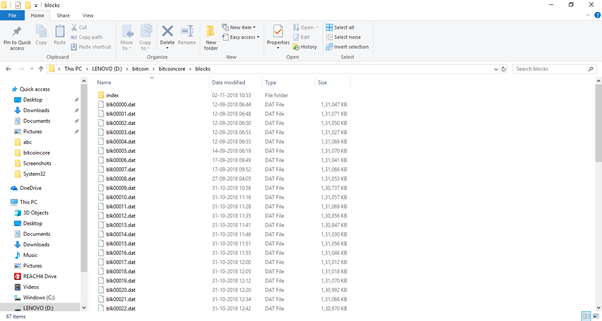 blocks
File Home Share View
Pin to Quick access Copy Paste Cut Copy path Paste shortcut Move to Copy to Delete Rename New folder New item Easy access Properties Open Edit History Select all Select none Invert selection
Clipboard Organize New Open Select
This PC LENOVO (D:) bitcoin bitcoincore blocks Search blocks
Name Date modified Type Size
Quick access
Desktop
Downloads
Documents
Pictures
abc
bitcoincore
Screenshots
System32
OneDrive
This PC
3D Objects
Desktop
Documents
Downloads
Music
Pictures
REACHit Drive
Videos
Windows (C:)
LENOVO (D:)
index 02-11-2018 10:53 File folder
blk00000.dat 12-09-2018 06:44 DAT File 1,31,047 KB
blk00001.dat 12-09-2018 06:48 DAT File 1,31,071 KB
blk00002.dat 12-09-2018 06:50 DAT File 1,31,050 KB
blk00003.dat 12-09-2018 06:53 DAT File 1,31,027 KB
blk00004.dat 12-09-2018 06:55 DAT File 1,31,069 KB
blk00005.dat 14-09-2018 06:19 DAT File 1,31,070 KB
blk00006.dat 17-09-2018 09:49 DAT File 1,31,041 KB
blk00007.dat 17-09-2018 09:52 DAT File 1,31,066 KB
blk00008.dat 27-09-2018 04:05 DAT File 1,31,053 KB
blk00009.dat 31-10-2018 10:56 DAT File 1,30,737 KB
blk00010.dat 31-10-2018 11:16 DAT File 1,31,057 KB
blk00011.dat 31-10-2018 11:28 DAT File 1,31,069 KB
blk00012.dat 31-10-2018 11:35 DAT File 1,30,856 KB
blk00013.dat 31-10-2018 11:41 DAT File 1,30,847 KB
blk00014.dat 31-10-2018 11:46 DAT File 1,31,030 KB
blk00015.dat 31-10-2018 11:51 DAT File 1,31,056 KB
blk00016.dat 31-10-2018 11:55 DAT File 1,31,046 KB
blk00017.dat 31-10-2018 12:00 DAT File 1,31,012 KB
blk00018.dat 31-10-2018 12:05 DAT File 1,31,018 KB
blk00019.dat 31-10-2018 12:12 DAT File 1,31,070 KB
blk00020.dat 31-10-2018 12:20 DAT File 1,30,992 KB
blk00021.dat 31-10-2018 12:34 DAT File 1,31,066 KB
blk00022.dat 31-10-2018 12:42 DAT File 1,30,970 KB
67 items